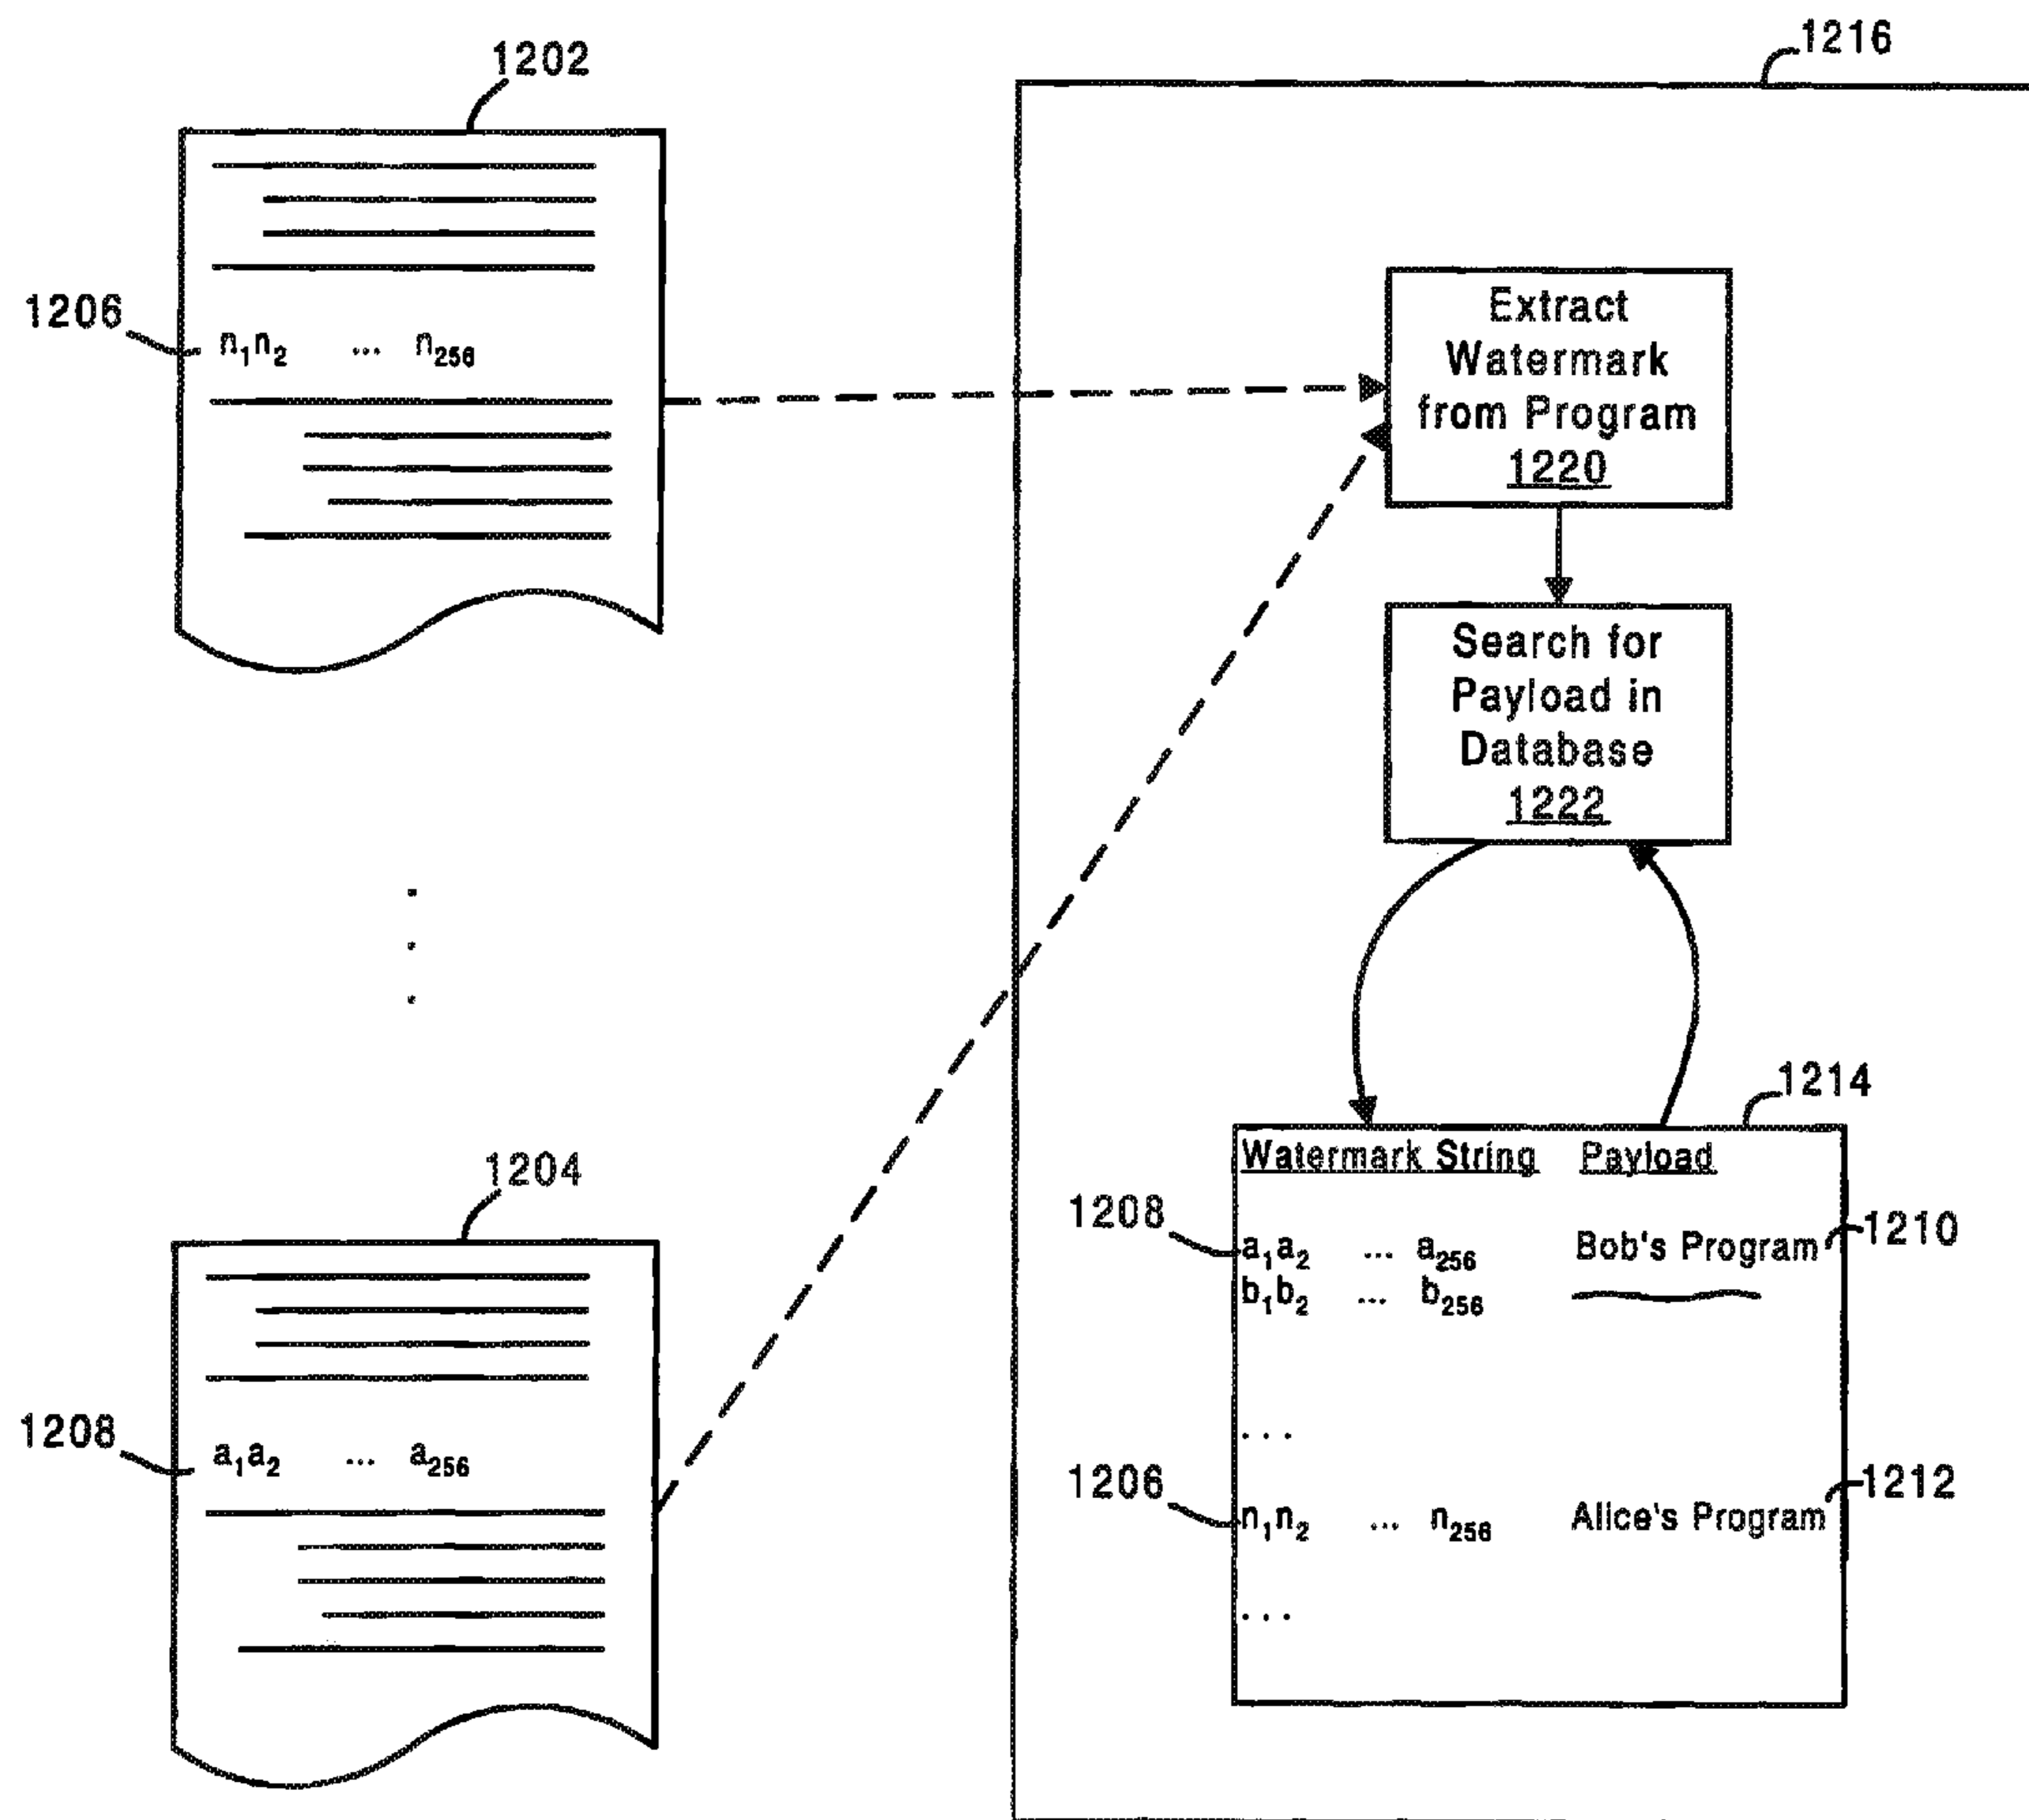 1202
1216
1206
n₁n₂ ... n₂₅₆
Extract
Watermark
from Program
1220
Search for
Payload in
Database
1222
1214
Watermark String Payload
1208 a₁a₂ ... a₂₅₆ Bob's Program 1210
b₁b₂ ... b₂₅₆
...
1206 n₁n₂ ... n₂₅₆ Alice's Program 1212
...
1204
1208 a₁a₂ ... a₂₅₆